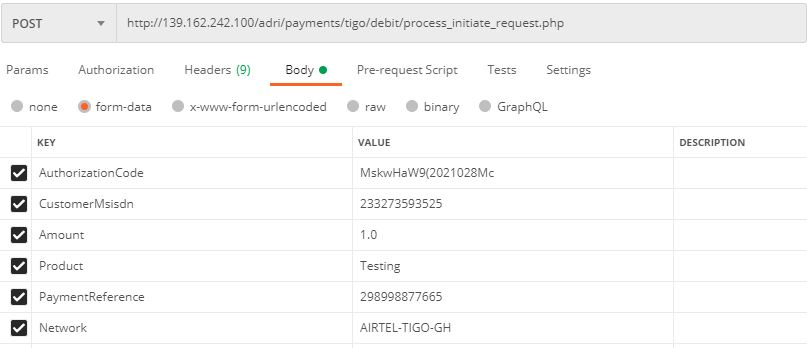 POST http://139.162.242.100/adri/payments/tigo/debit/process_initiate_request.php
Params Authorization Headers (9) Body Pre-request Script Tests Settings
none form-data x-www-form-urlencoded raw binary GraphQL
KEY VALUE DESCRIPTION
AuthorizationCode MskwHaW9(2021028Mc
CustomerMsisdn 233273593525
Amount 1.0
Product Testing
PaymentReference 298998877665
Network AIRTEL-TIGO-GH